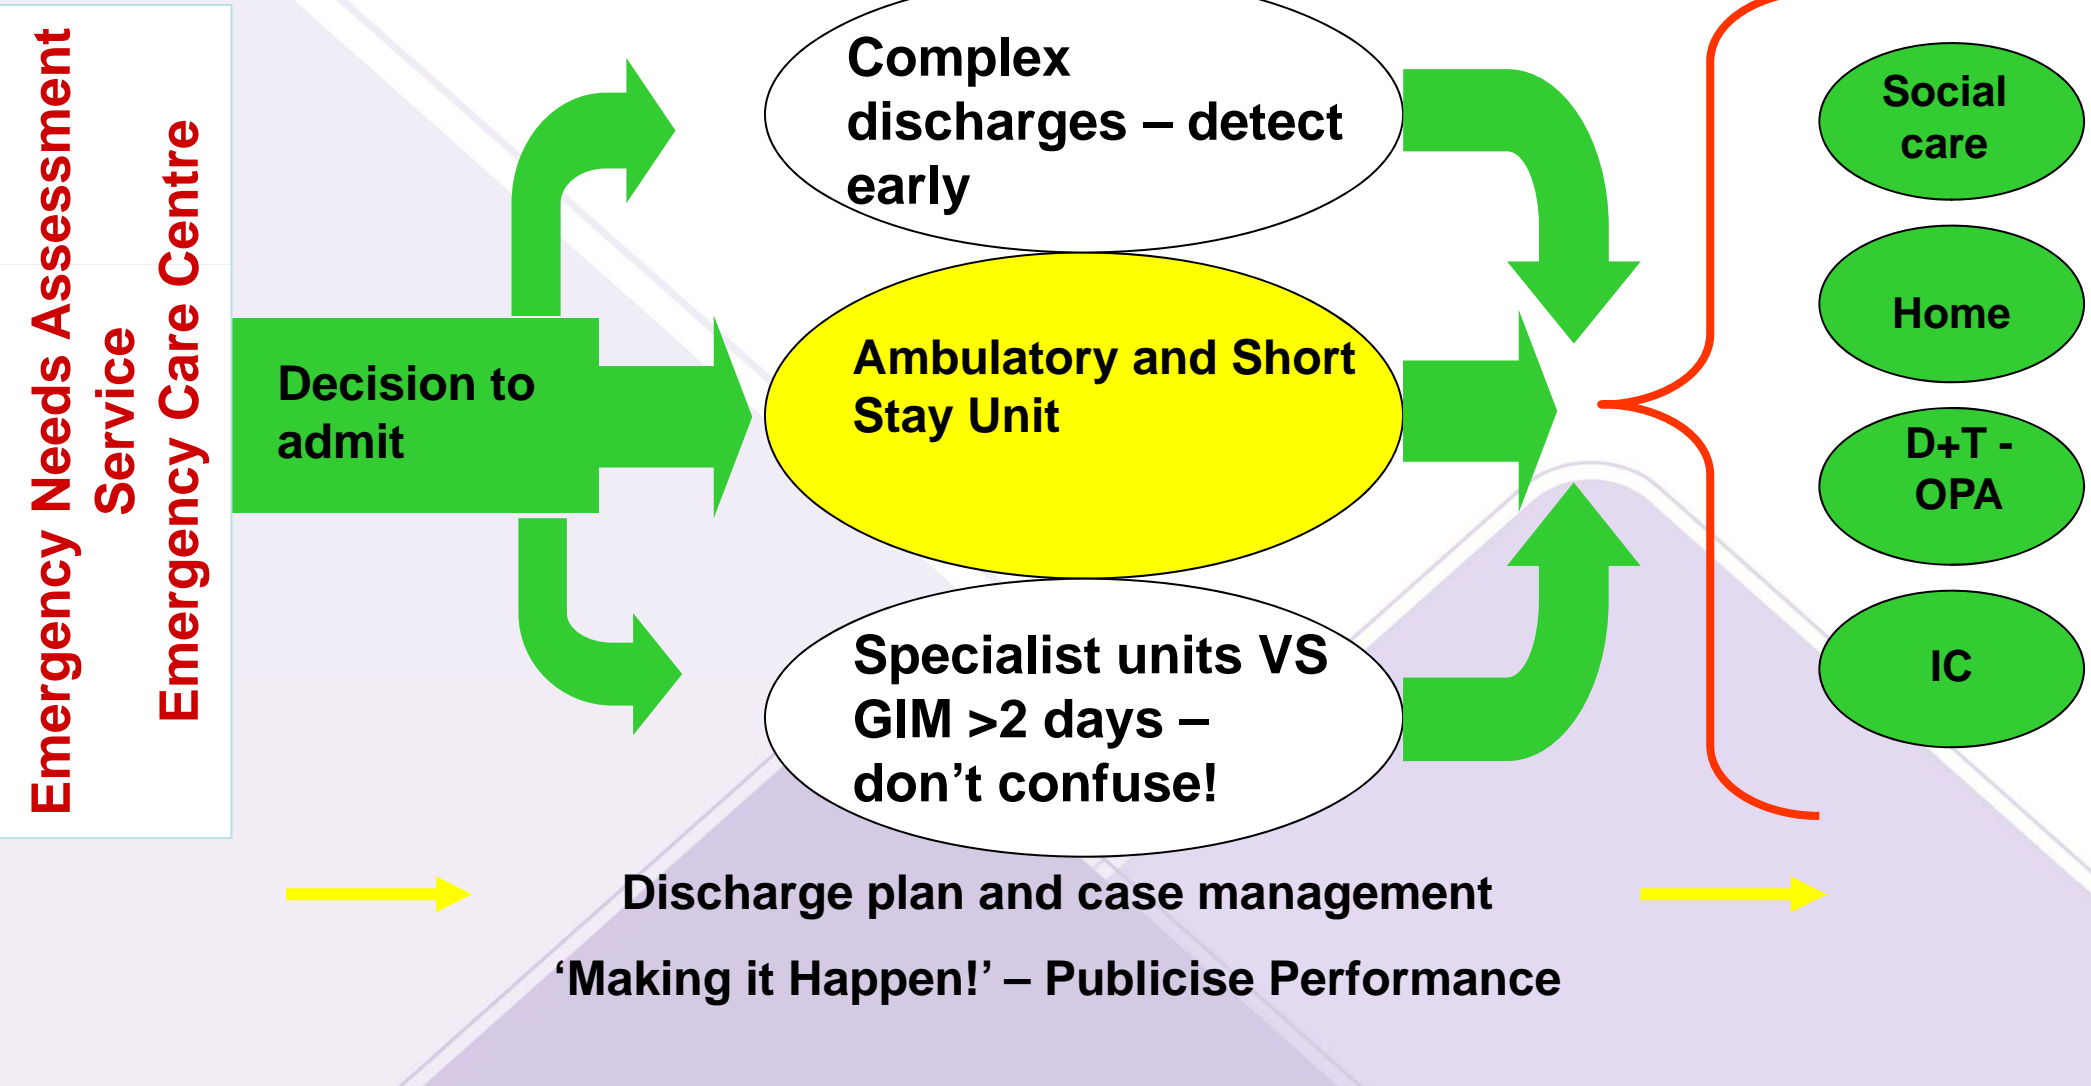 Emergency Needs Assessment
Service
Emergency Care Centre
Decision to
admit
Complex
discharges – detect
early
Ambulatory and Short
Stay Unit
Specialist units VS
GIM >2 days –
don’t confuse!
Social
care
Home
D+T -
OPA
IC
Discharge plan and case management
‘Making it Happen!’ – Publicise Performance